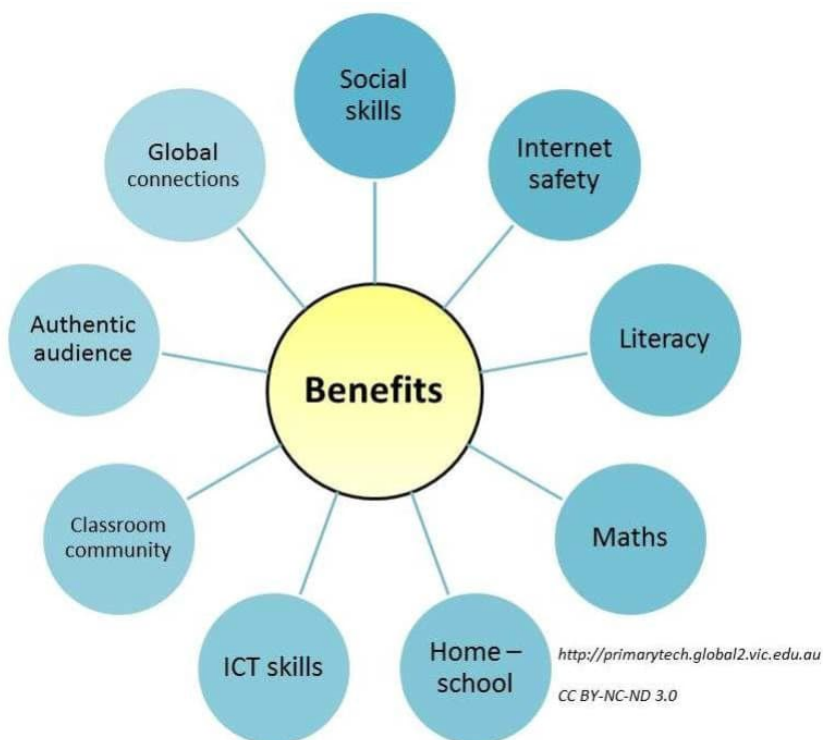 Social
skills
Internet
safety
Literacy
Maths
Home –
school
ICT skills
Classroom
community
Authentic
audience
Global
connections
Benefits
http://primarytech.global2.vic.edu.au
CC BY-NC-ND 3.0